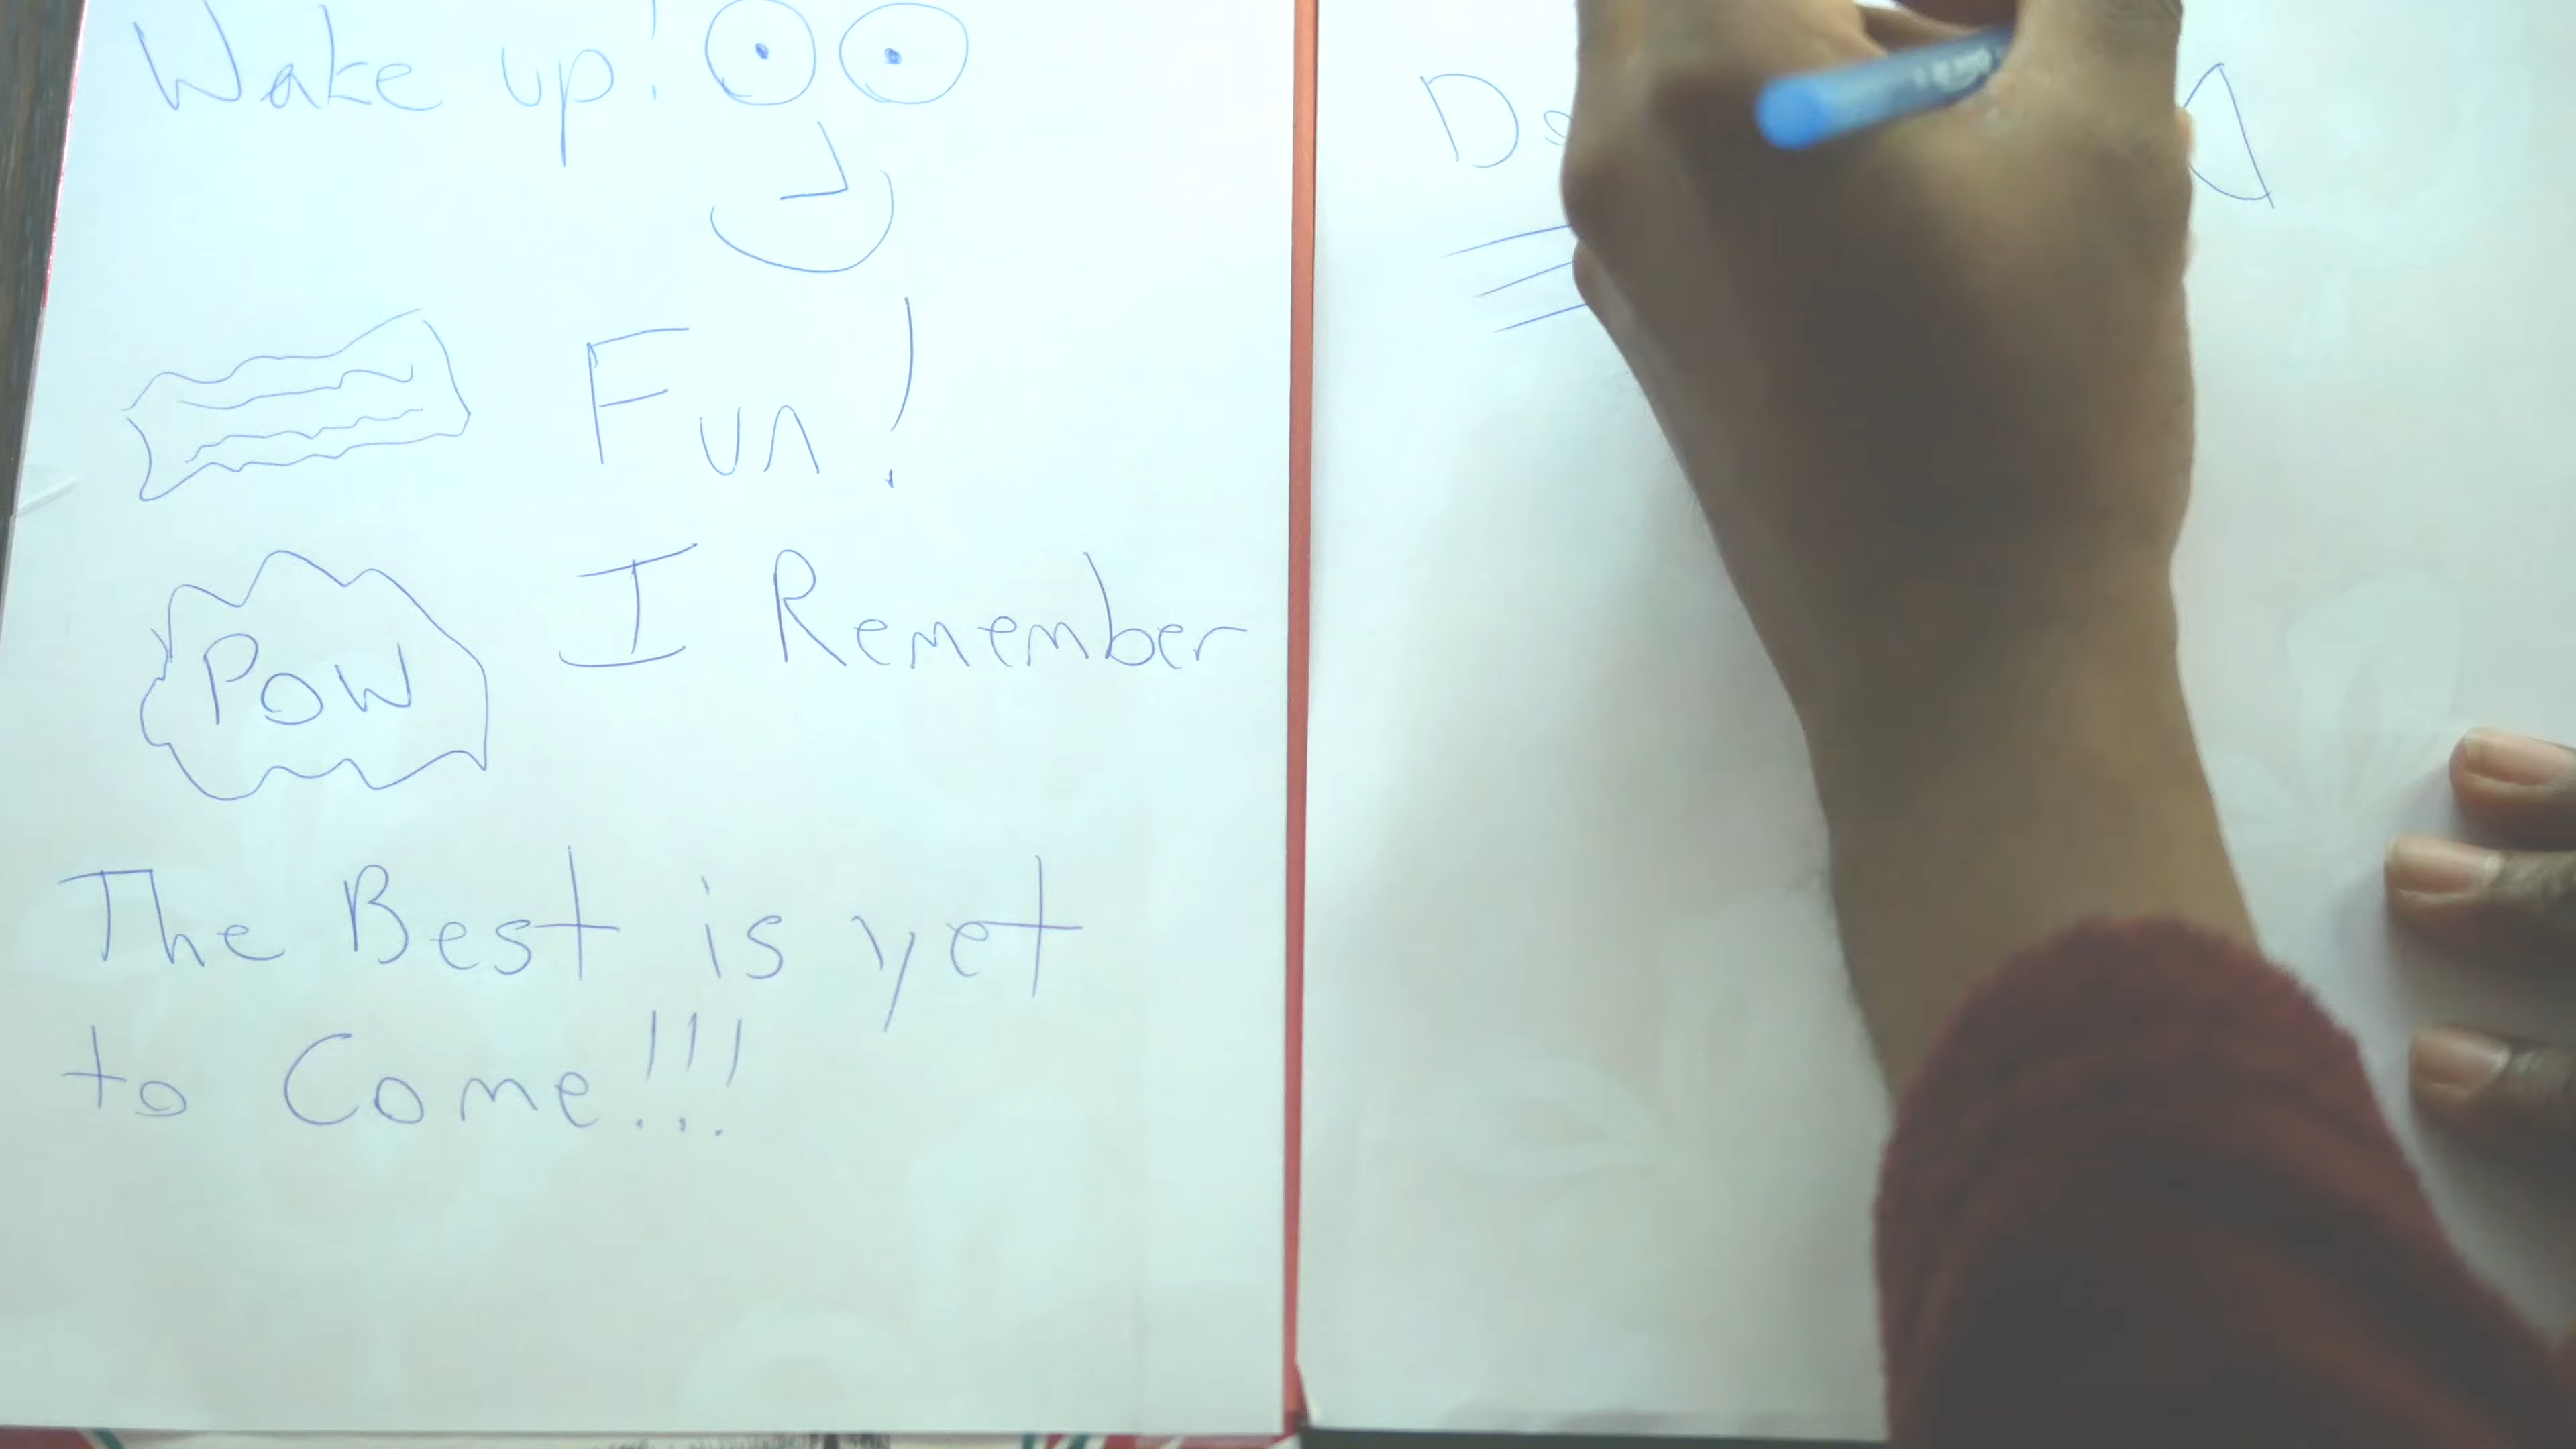 Wake up!
Fun!
I Remember
POW
The Best is yet
to Come!!!